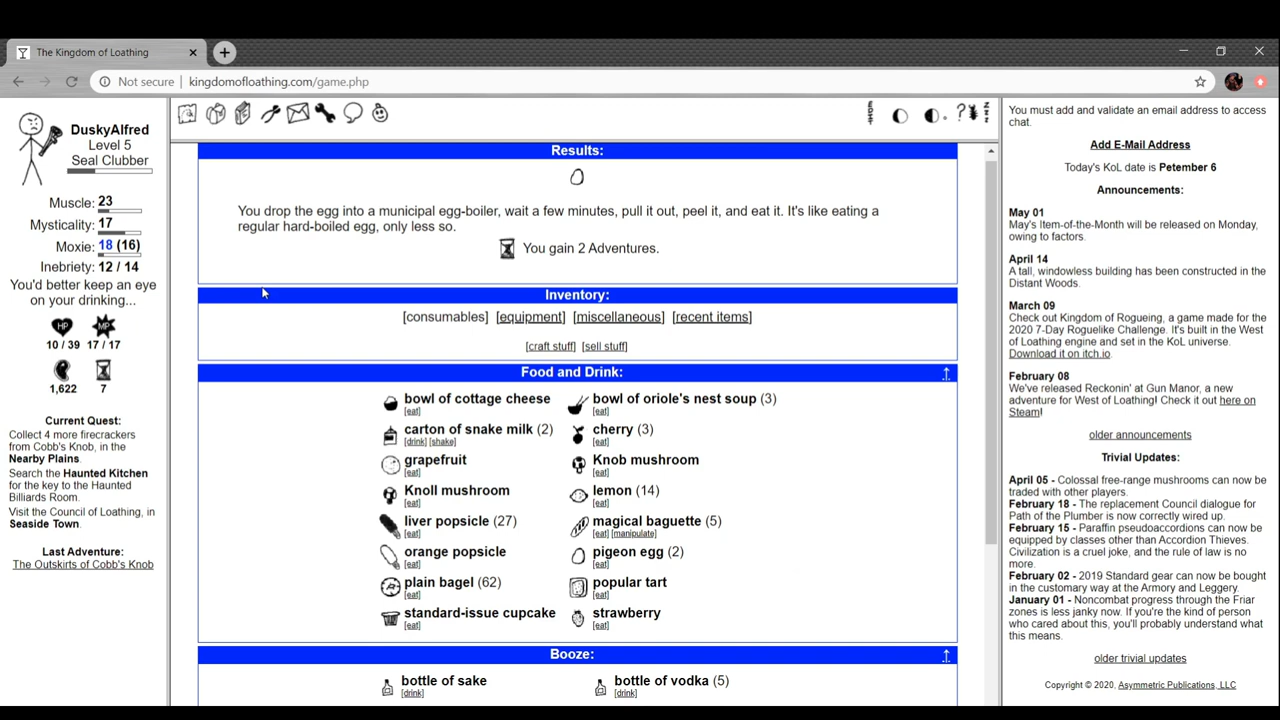 The Kingdom of Loathing
Not secure | kingdomofloathing.com/game.php
DuskyAlfred
Level 5
Seal Clubber
Muscle: 23
Mysticality: 17
Moxie: 18 (16)
Inebriety: 12 / 14
You'd better keep an eye
on your drinking...
HP MP
10 / 39 17 / 17
1,622 7
Current Quest:
Collect 4 more firecrackers
from Cobb's Knob, in the
Nearby Plains.
Search the Haunted Kitchen
for the key to the Haunted
Billiards Room.
Visit the Council of Loathing, in
Seaside Town.
Last Adventure:
The Outskirts of Cobb's Knob
Results:
You drop the egg into a municipal egg-boiler, wait a few minutes, pull it out, peel it, and eat it. It's like eating a
regular hard-boiled egg, only less so.
You gain 2 Adventures.
Inventory:
[consumables] [equipment] [miscellaneous] [recent items]
[craft stuff] [sell stuff]
Food and Drink:
bowl of cottage cheese bowl of oriole's nest soup (3)
[eat] [eat]
carton of snake milk (2) cherry (3)
[drink] [shake] [eat]
grapefruit Knob mushroom
[eat] [eat]
Knoll mushroom lemon (14)
[eat] [eat]
liver popsicle (27) magical baguette (5)
[eat] [eat] [manipulate]
orange popsicle pigeon egg (2)
[eat] [eat]
plain bagel (62) popular tart
[eat] [eat]
standard-issue cupcake strawberry
[eat] [eat]
Booze:
bottle of sake bottle of vodka (5)
[drink] [drink]
You must add and validate an email address to access
chat.
Add E-Mail Address
Today's KoL date is Petember 6
Announcements:
May 01
May's Item-of-the-Month will be released on Monday,
owing to factors.
April 14
A tall, windowless building has been constructed in the
Distant Woods.
March 09
Check out Kingdom of Rogueing, a game made for the
2020 7-Day Roguelike Challenge. It's built in the West
of Loathing engine and set in the KoL universe.
Download it on itch.io.
February 08
We've released Reckonin' at Gun Manor, a new
adventure for West of Loathing! Check it out here on
Steam!
older announcements
Trivial Updates:
April 05 - Colossal free-range mushrooms can now be
traded with other players.
February 18 - The replacement Council dialogue for
Path of the Plumber is now correctly wired up.
February 15 - Paraffin pseudoaccordions can now be
equipped by classes other than Accordion Thieves.
Civilization is a cruel joke, and the rule of law is no
more.
February 02 - 2019 Standard gear can now be bought
in the customary way at the Armory and Leggery.
January 01 - Noncombat progress through the Friar
zones is less janky now. If you're the kind of person
who cared about this, you'll probably understand what
this means.
older trivial updates
Copyright © 2020, Asymmetric Publications, LLC